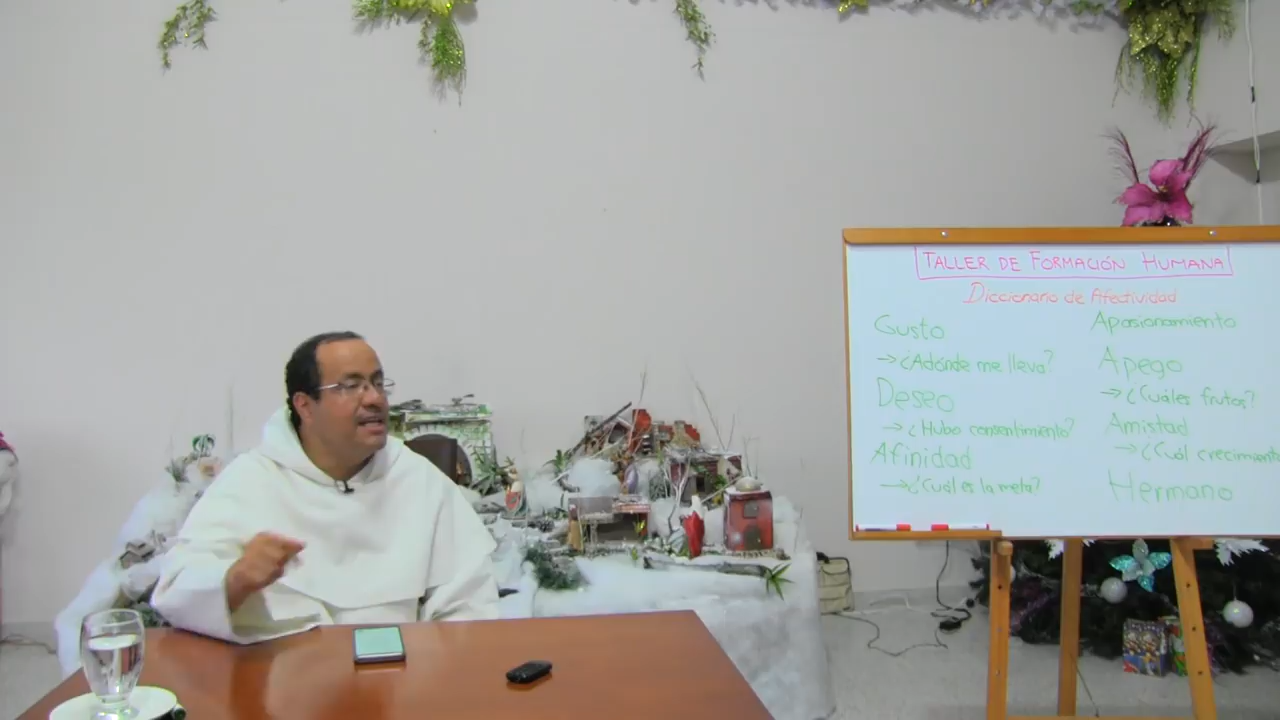 TALLER DE FORMACIÓN HUMANA
Diccionario de Afectividad
Gusto
→ ¿Adónde me lleva?
Deseo
→ ¿Hubo consentimiento?
Afinidad
→ ¿Cuál es la meta?
Apasionamiento
Apego
→ ¿Cuáles frutos?
Amistad
→ ¿Cuál crecimiento
Hermano